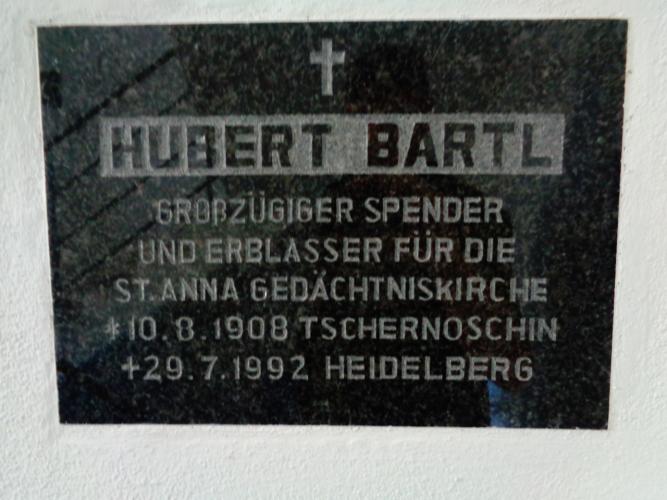 HUBERT BARTL
GROßZÜGIGER SPENDER
UND ERBLASSER FÜR DIE
ST. ANNA GEDÄCHTNISKIRCHE
*10.8.1908 TSCHERNOSCHIN
+29.7.1992 HEIDELBERG